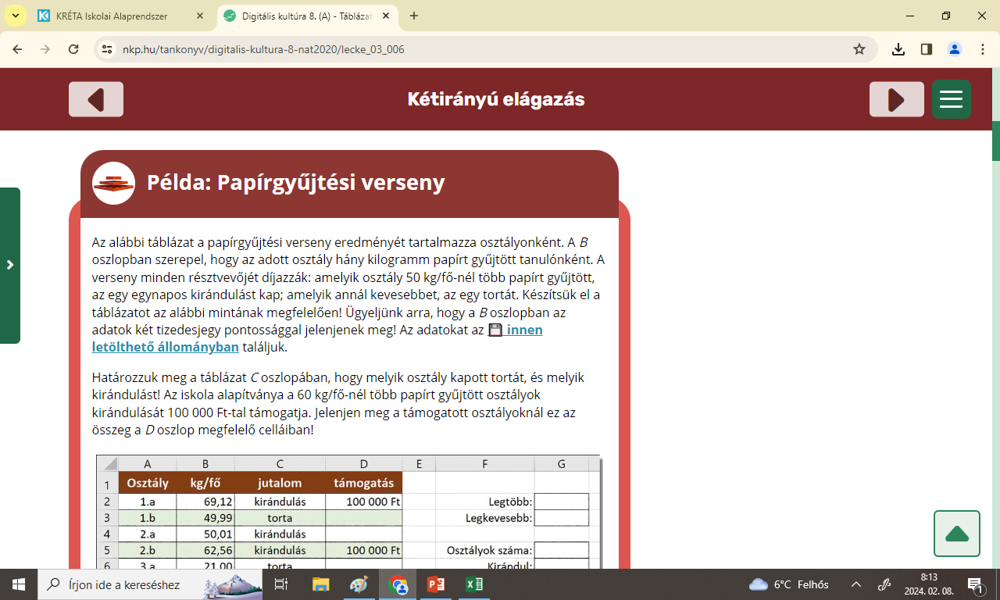 KRÉTA Iskolai Alaprendszer
Digitális kultúra 8. (A) - Táblázat
nkp.hu/tankonyv/digitalis-kultura-8-nat2020/lecke_03_006
Kétirányú elágazás
Példa: Papírgyűjtési verseny
Az alábbi táblázat a papírgyűjtési verseny eredményét tartalmazza osztályonként. A B
oszlopban szerepel, hogy az adott osztály hány kilogramm papírt gyűjtött tanulónként. A
verseny minden résztvevőjét díjazzák: amelyik osztály 50 kg/fő-nél több papírt gyűjtött,
az egy egynapos kirándulást kap; amelyik annál kevesebbet, az egy tortát. Készítsük el a
táblázatot az alábbi mintának megfelelően! Ügyeljünk arra, hogy a B oszlopban az
adatok két tizedesjegy pontossággal jelenjenek meg! Az adatokat az innen
letölthető állományban találjuk.
Határozzuk meg a táblázat C oszlopában, hogy melyik osztály kapott tortát, és melyik
kirándulást! Az iskola alapítványa a 60 kg/fő-nél több papírt gyűjtött osztályok
kirándulását 100 000 Ft-tal támogatja. Jelenjen meg a támogatott osztályoknál ez az
összeg a D oszlop megfelelő celláiban!
A B C D E F G
1 Osztály kg/fő jutalom támogatás
2 1.a 69,12 kirándulás 100 000 Ft Legtöbb:
3 1.b 49,99 torta Legkevesebb:
4 2.a 50,01 kirándulás
5 2.b 62,56 kirándulás 100 000 Ft Osztályok száma:
6 3.a 21,00 torta Kirándul:
Írjon ide a kereséshez
6°C Felhős
8:13
2024. 02. 08.
1